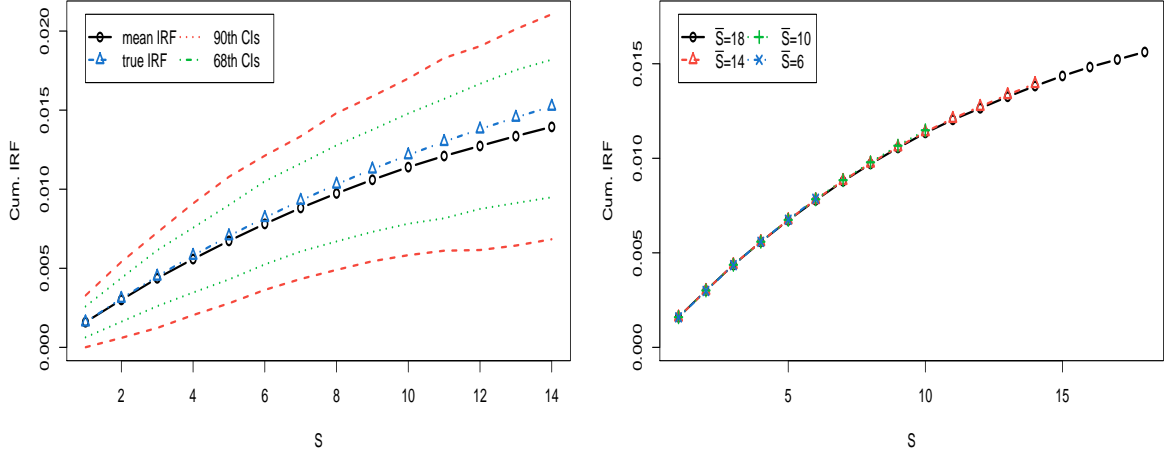 mean IRF
true IRF
90th CIs
68th CIs
Cum. IRF
0.000
0.005
0.010
0.015
0.020
2
4
6
8
10
12
14
S
S̅=18
S̅=14
S̅=10
S̅=6
Cum. IRF
0.000
0.005
0.010
0.015
5
10
15
S